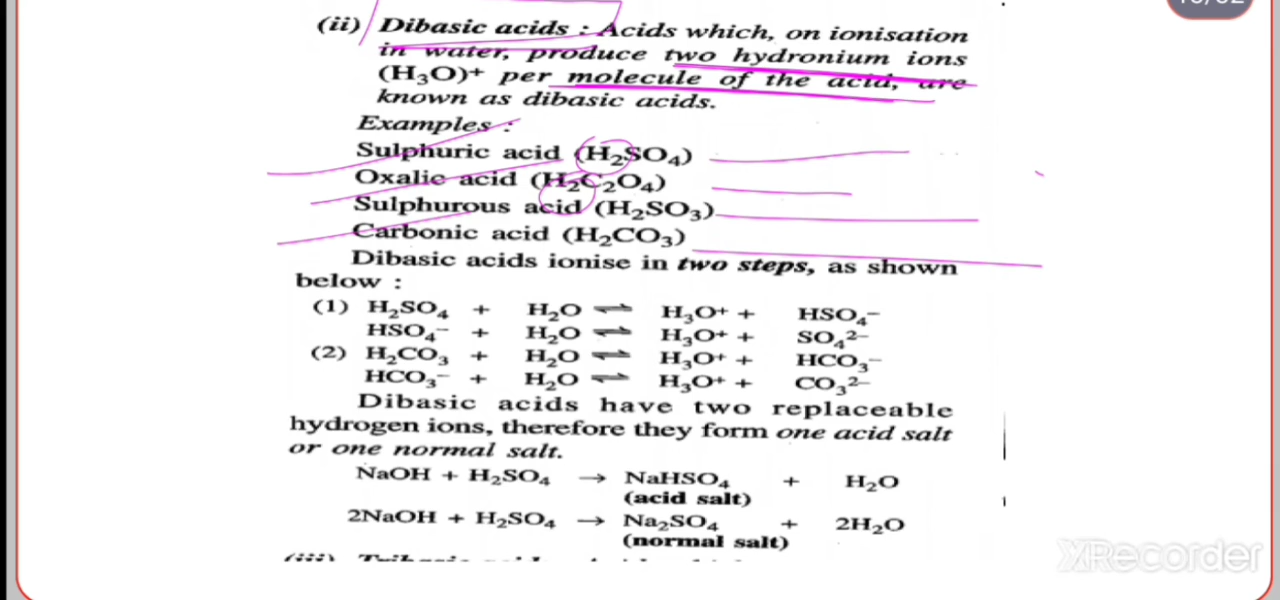 (ii) Dibasic acids : Acids which, on ionisation
in water, produce two hydronium ions
(H₃O)⁺ per molecule of the acid, are
known as dibasic acids.
Examples :
Sulphuric acid (H₂SO₄)
Oxalic acid (H₂C₂O₄)
Sulphurous acid (H₂SO₃)
Carbonic acid (H₂CO₃)
Dibasic acids ionise in two steps, as shown
below :
(1) H₂SO₄ + H₂O ⇌ H₃O⁺ + HSO₄⁻
HSO₄⁻ + H₂O ⇌ H₃O⁺ + SO₄²⁻
(2) H₂CO₃ + H₂O ⇌ H₃O⁺ + HCO₃⁻
HCO₃⁻ + H₂O ⇌ H₃O⁺ + CO₃²⁻
Dibasic acids have two replaceable
hydrogen ions, therefore they form one acid salt
or one normal salt.
NaOH + H₂SO₄ → NaHSO₄ + H₂O
(acid salt)
2NaOH + H₂SO₄ → Na₂SO₄ + 2H₂O
(normal salt)
XRecorder